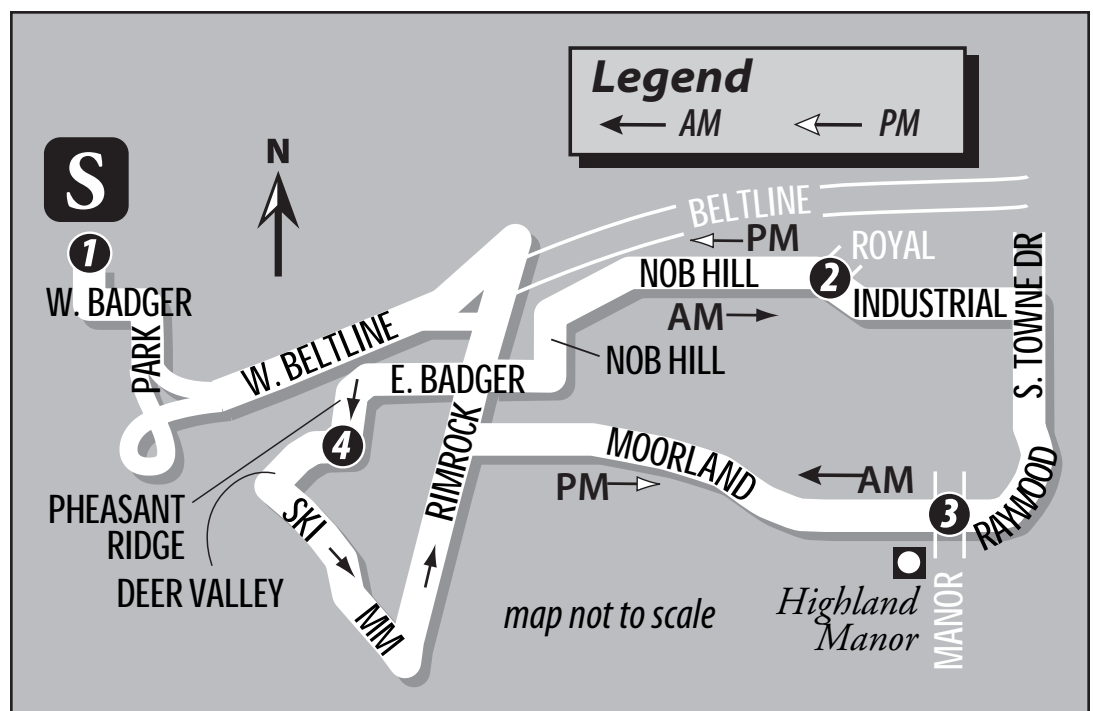 Legend
AM
PM
S
N
1
BELTLINE
PM
ROYAL
NOB HILL
2
W. BADGER
INDUSTRIAL
AM
S. TOWNE DR
PARK
W. BELTLINE
NOB HILL
E. BADGER
4
RIMROCK
MOORLAND
PM
AM
3
RAYWOOD
PHEASANT
RIDGE
SKI
DEER VALLEY
MM
map not to scale
Highland
Manor
MANOR